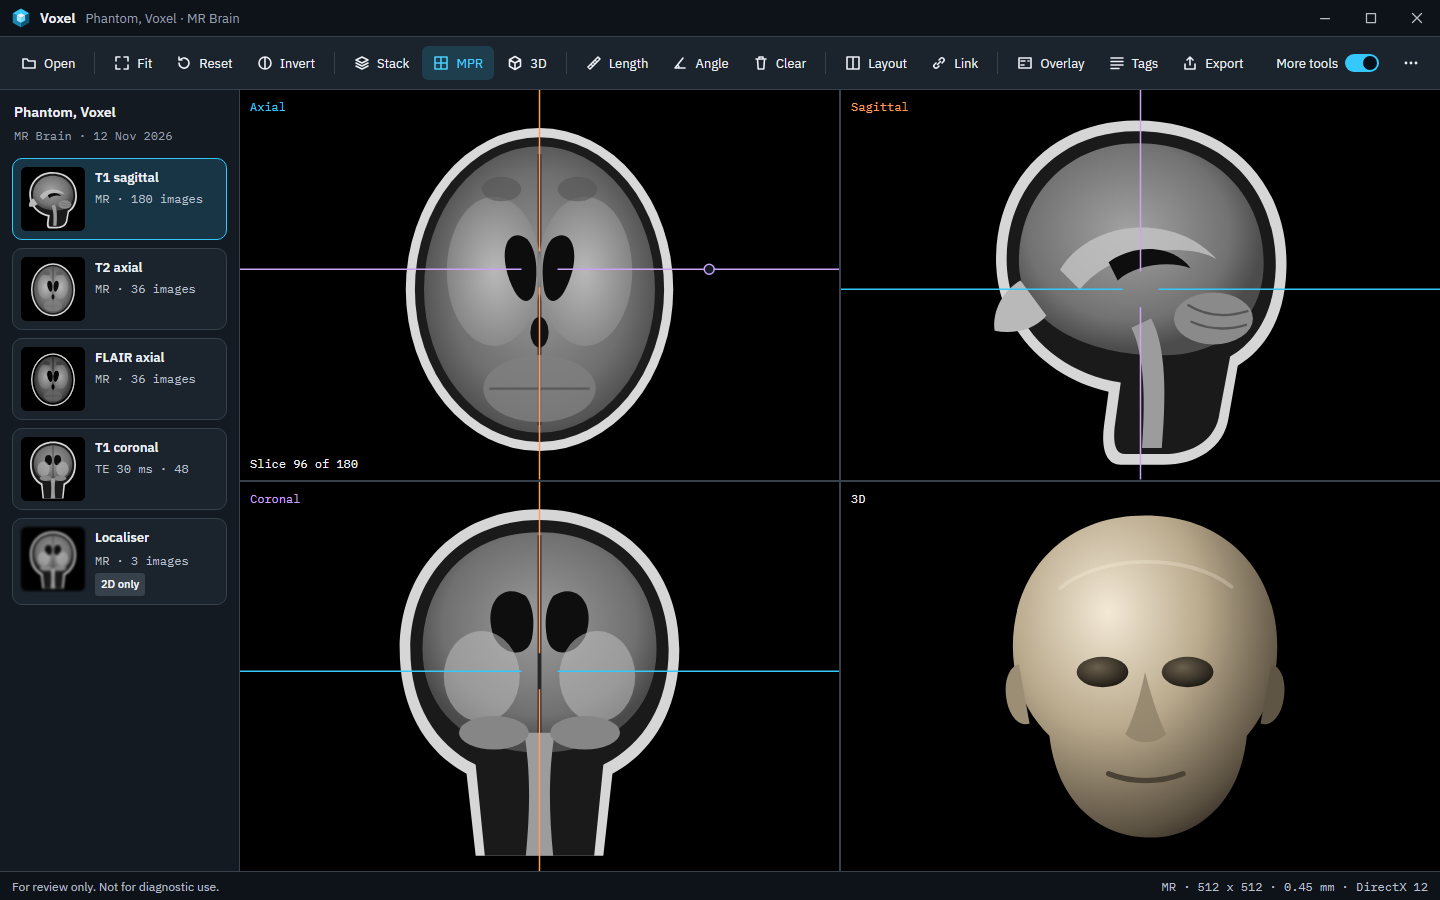 Voxel Phantom, Voxel · MR Brain
Open Fit Reset Invert Stack MPR 3D Length Angle Clear Layout Link Overlay Tags Export More tools
Phantom, Voxel
MR Brain · 12 Nov 2026
T1 sagittal
MR · 180 images
T2 axial
MR · 36 images
FLAIR axial
MR · 36 images
T1 coronal
TE 30 ms · 48
Localiser
MR · 3 images
2D only
Axial
Slice 96 of 180
Sagittal
Coronal
3D
For review only. Not for diagnostic use.
MR · 512 x 512 · 0.45 mm · DirectX 12